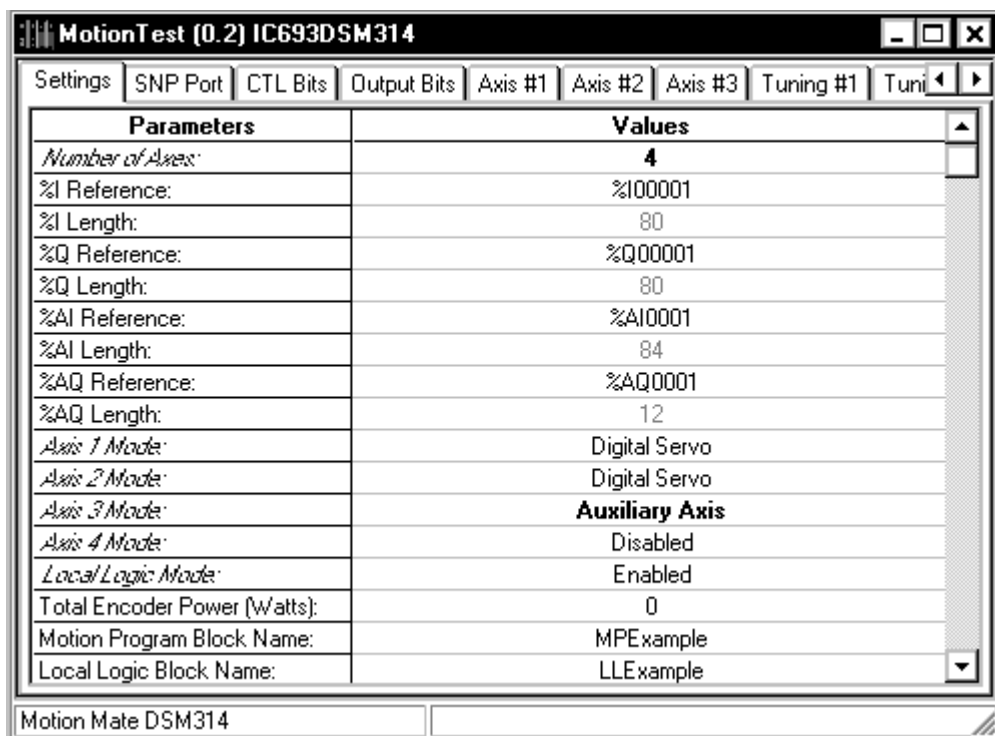 MotionTest (0.2) IC693DSM314
Settings SNP Port CTL Bits Output Bits Axis #1 Axis #2 Axis #3 Tuning #1 Tuni
Parameters Values
Number of Axes: 4
%I Reference: %I00001
%I Length: 80
%Q Reference: %Q00001
%Q Length: 80
%AI Reference: %AI0001
%AI Length: 84
%AQ Reference: %AQ0001
%AQ Length: 12
Axis 1 Mode: Digital Servo
Axis 2 Mode: Digital Servo
Axis 3 Mode: Auxiliary Axis
Axis 4 Mode: Disabled
Local Logic Mode: Enabled
Total Encoder Power (Watts): 0
Motion Program Block Name: MPExample
Local Logic Block Name: LLExample
Motion Mate DSM314